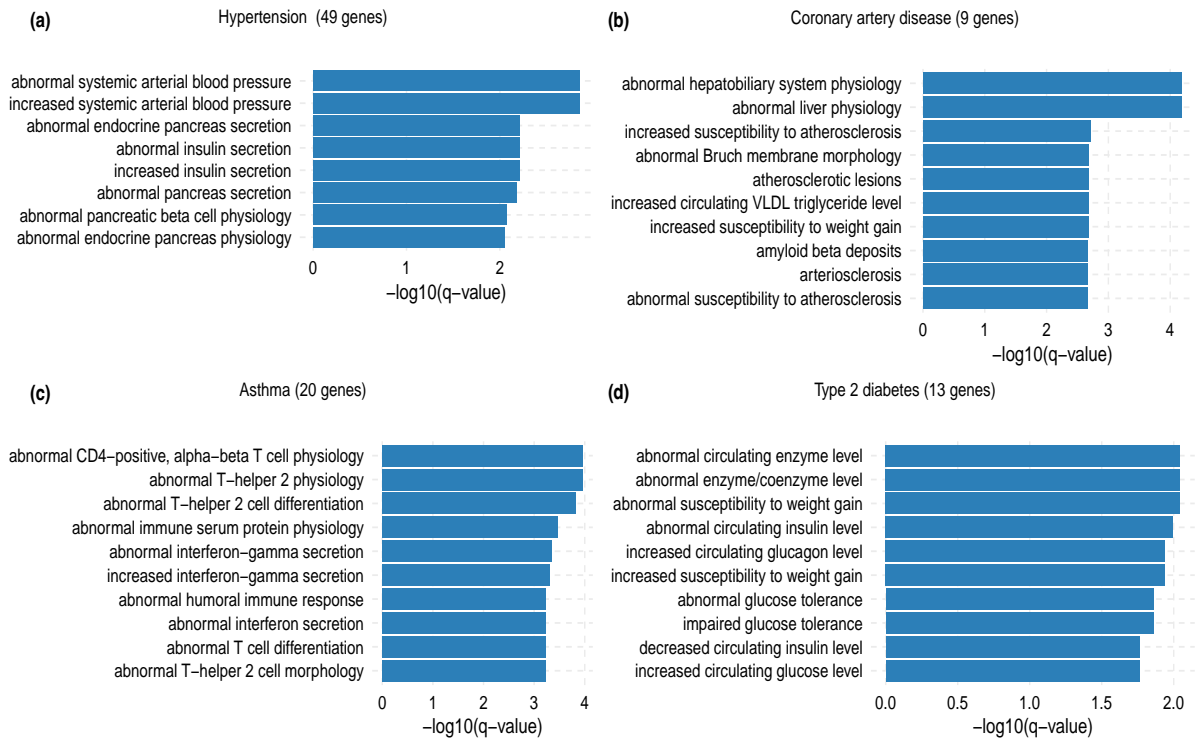 (a) Hypertension (49 genes)
abnormal systemic arterial blood pressure
increased systemic arterial blood pressure
abnormal endocrine pancreas secretion
abnormal insulin secretion
increased insulin secretion
abnormal pancreas secretion
abnormal pancreatic beta cell physiology
abnormal endocrine pancreas physiology
0 1 2
−log10(q−value)
(b) Coronary artery disease (9 genes)
abnormal hepatobiliary system physiology
abnormal liver physiology
increased susceptibility to atherosclerosis
abnormal Bruch membrane morphology
atherosclerotic lesions
increased circulating VLDL triglyceride level
increased susceptibility to weight gain
amyloid beta deposits
arteriosclerosis
abnormal susceptibility to atherosclerosis
0 1 2 3 4
−log10(q−value)
(c) Asthma (20 genes)
abnormal CD4−positive, alpha−beta T cell physiology
abnormal T−helper 2 physiology
abnormal T−helper 2 cell differentiation
abnormal immune serum protein physiology
abnormal interferon−gamma secretion
increased interferon−gamma secretion
abnormal humoral immune response
abnormal interferon secretion
abnormal T cell differentiation
abnormal T−helper 2 cell morphology
0 1 2 3 4
−log10(q−value)
(d) Type 2 diabetes (13 genes)
abnormal circulating enzyme level
abnormal enzyme/coenzyme level
abnormal susceptibility to weight gain
abnormal circulating insulin level
increased circulating glucagon level
increased susceptibility to weight gain
abnormal glucose tolerance
impaired glucose tolerance
decreased circulating insulin level
increased circulating glucose level
0.0 0.5 1.0 1.5 2.0
−log10(q−value)